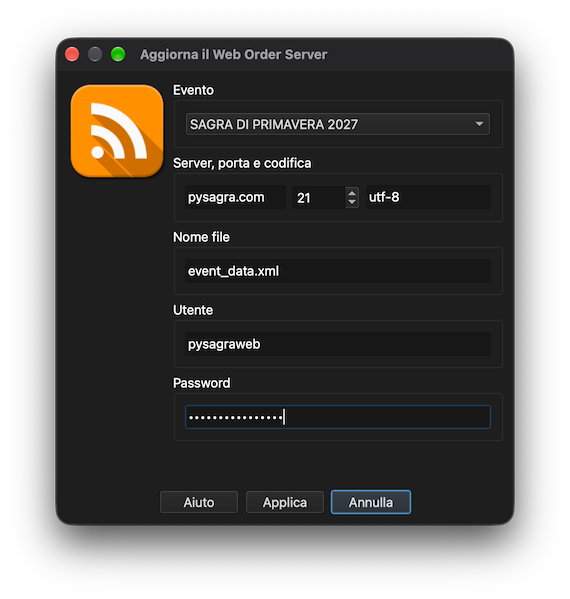 Aggiorna il Web Order Server
Evento
SAGRA DI PRIMAVERA 2027
Server, porta e codifica
pysagra.com 21 utf-8
Nome file
event_data.xml
Utente
pysagraweb
Password
••••••••••••••••
Aiuto Applica Annulla